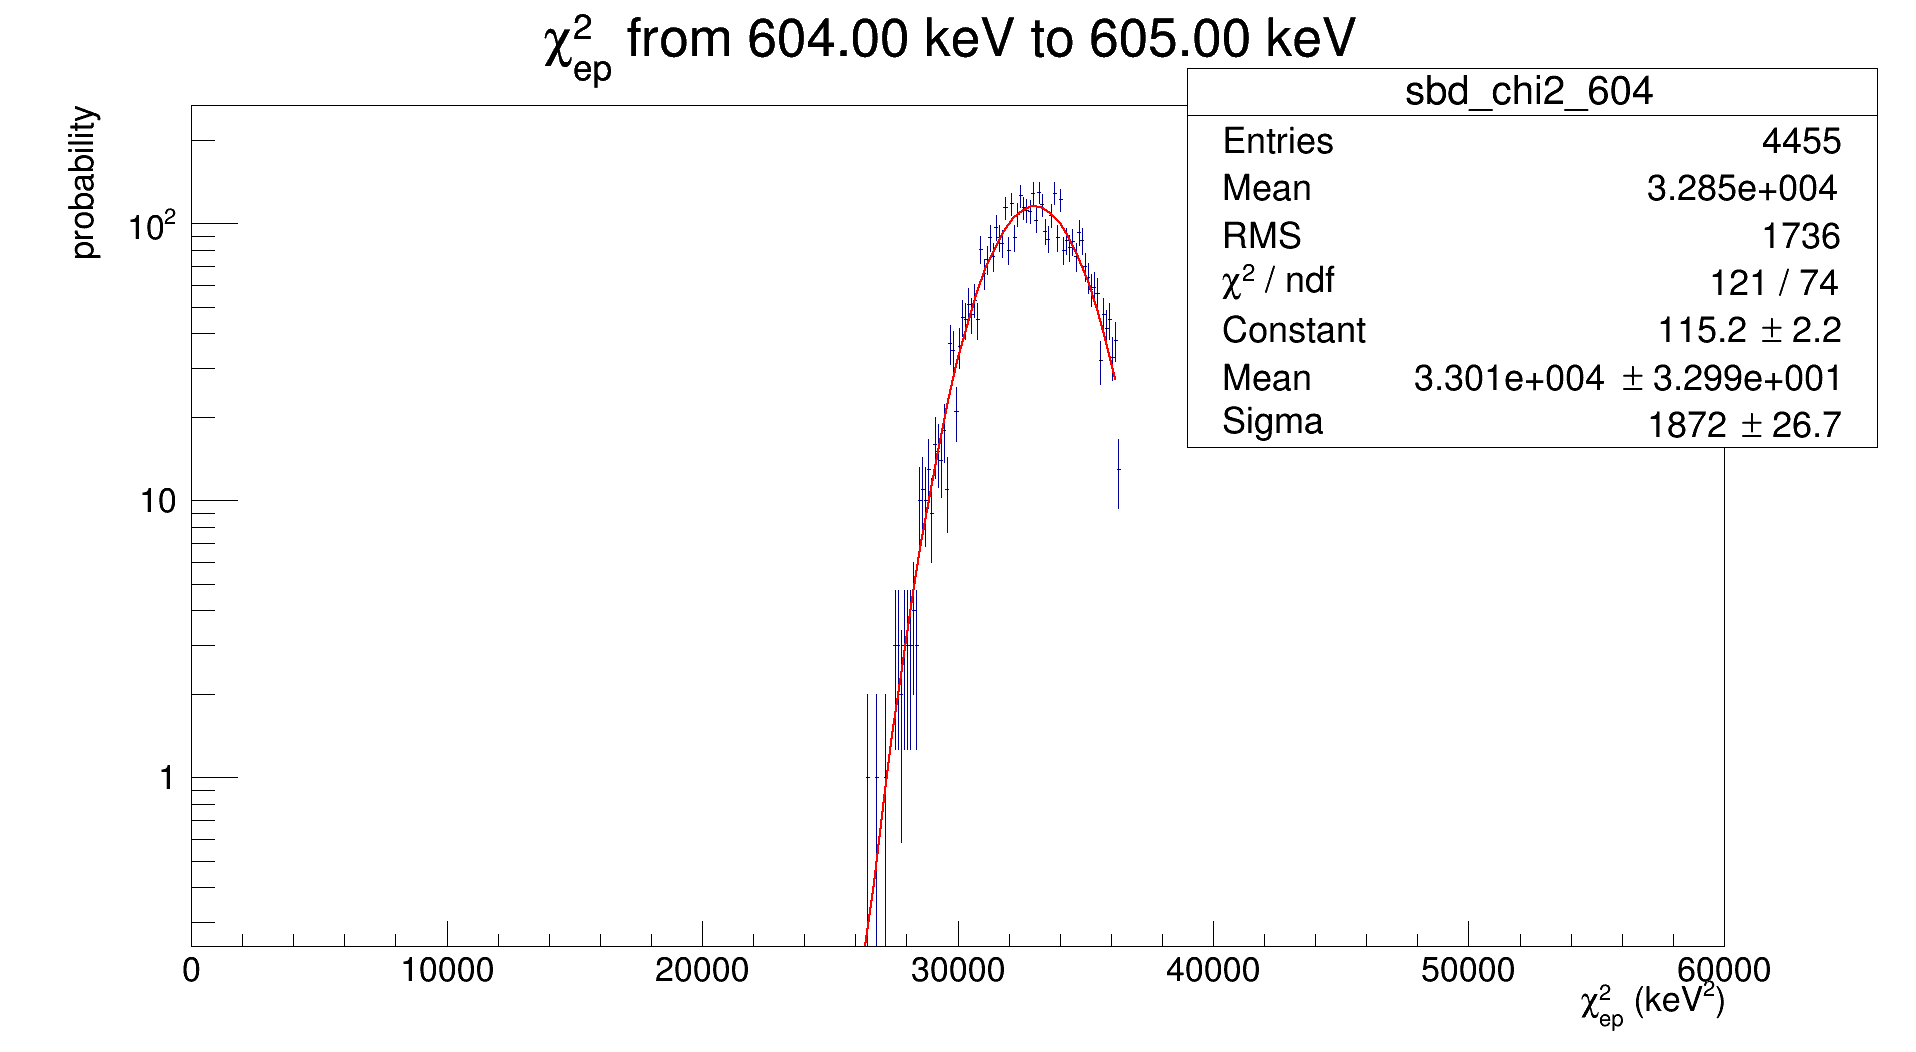 χ²ep from 604.00 keV to 605.00 keV
sbd_chi2_604
Entries 4455
Mean 3.285e+004
RMS 1736
χ² / ndf 121 / 74
Constant 115.2 ± 2.2
Mean 3.301e+004 ± 3.299e+001
Sigma 1872 ± 26.7
probability
10²
10
1
0 10000 20000 30000 40000 50000 60000
χ²ep (keV²)